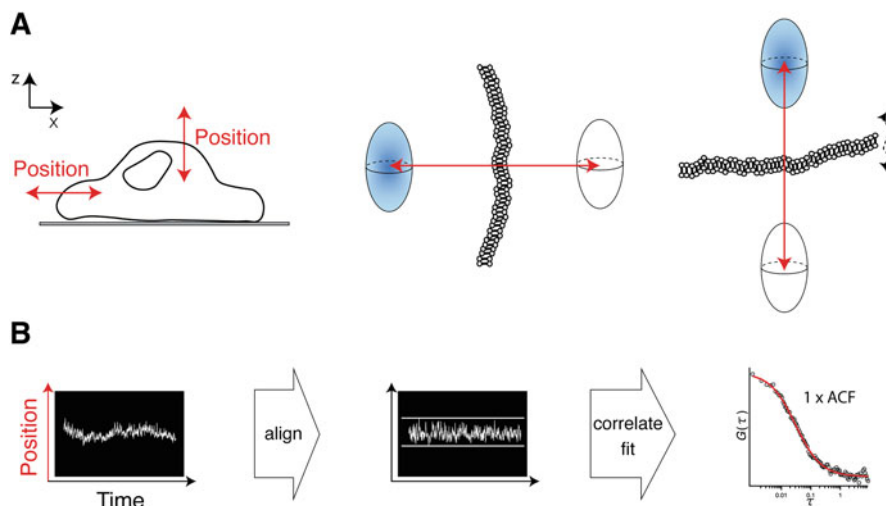 A
z
x
Position
Position
B
Position
Time
align
correlate
fit
G(τ)
1 x ACF
0.01
0.1
1
τ